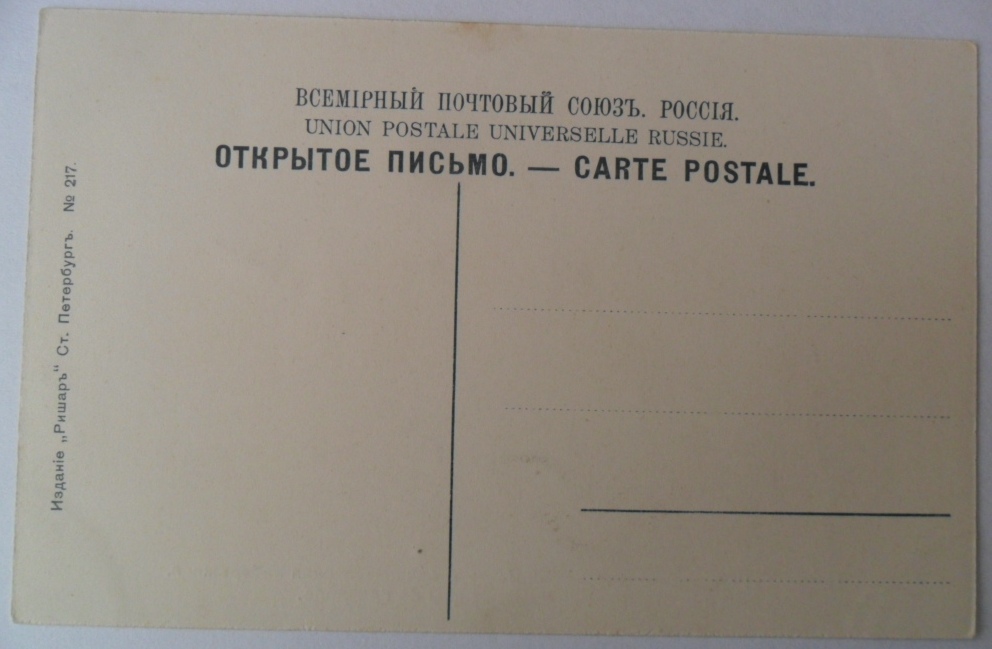 ВСЕМІРНЫЙ ПОЧТОВЫЙ СОЮЗЪ. РОССІЯ.
UNION POSTALE UNIVERSELLE RUSSIE.
ОТКРЫТОЕ ПИСЬМО. — CARTE POSTALE.
Изданіе „Ришаръ“ Ст. Петербургъ. № 217.